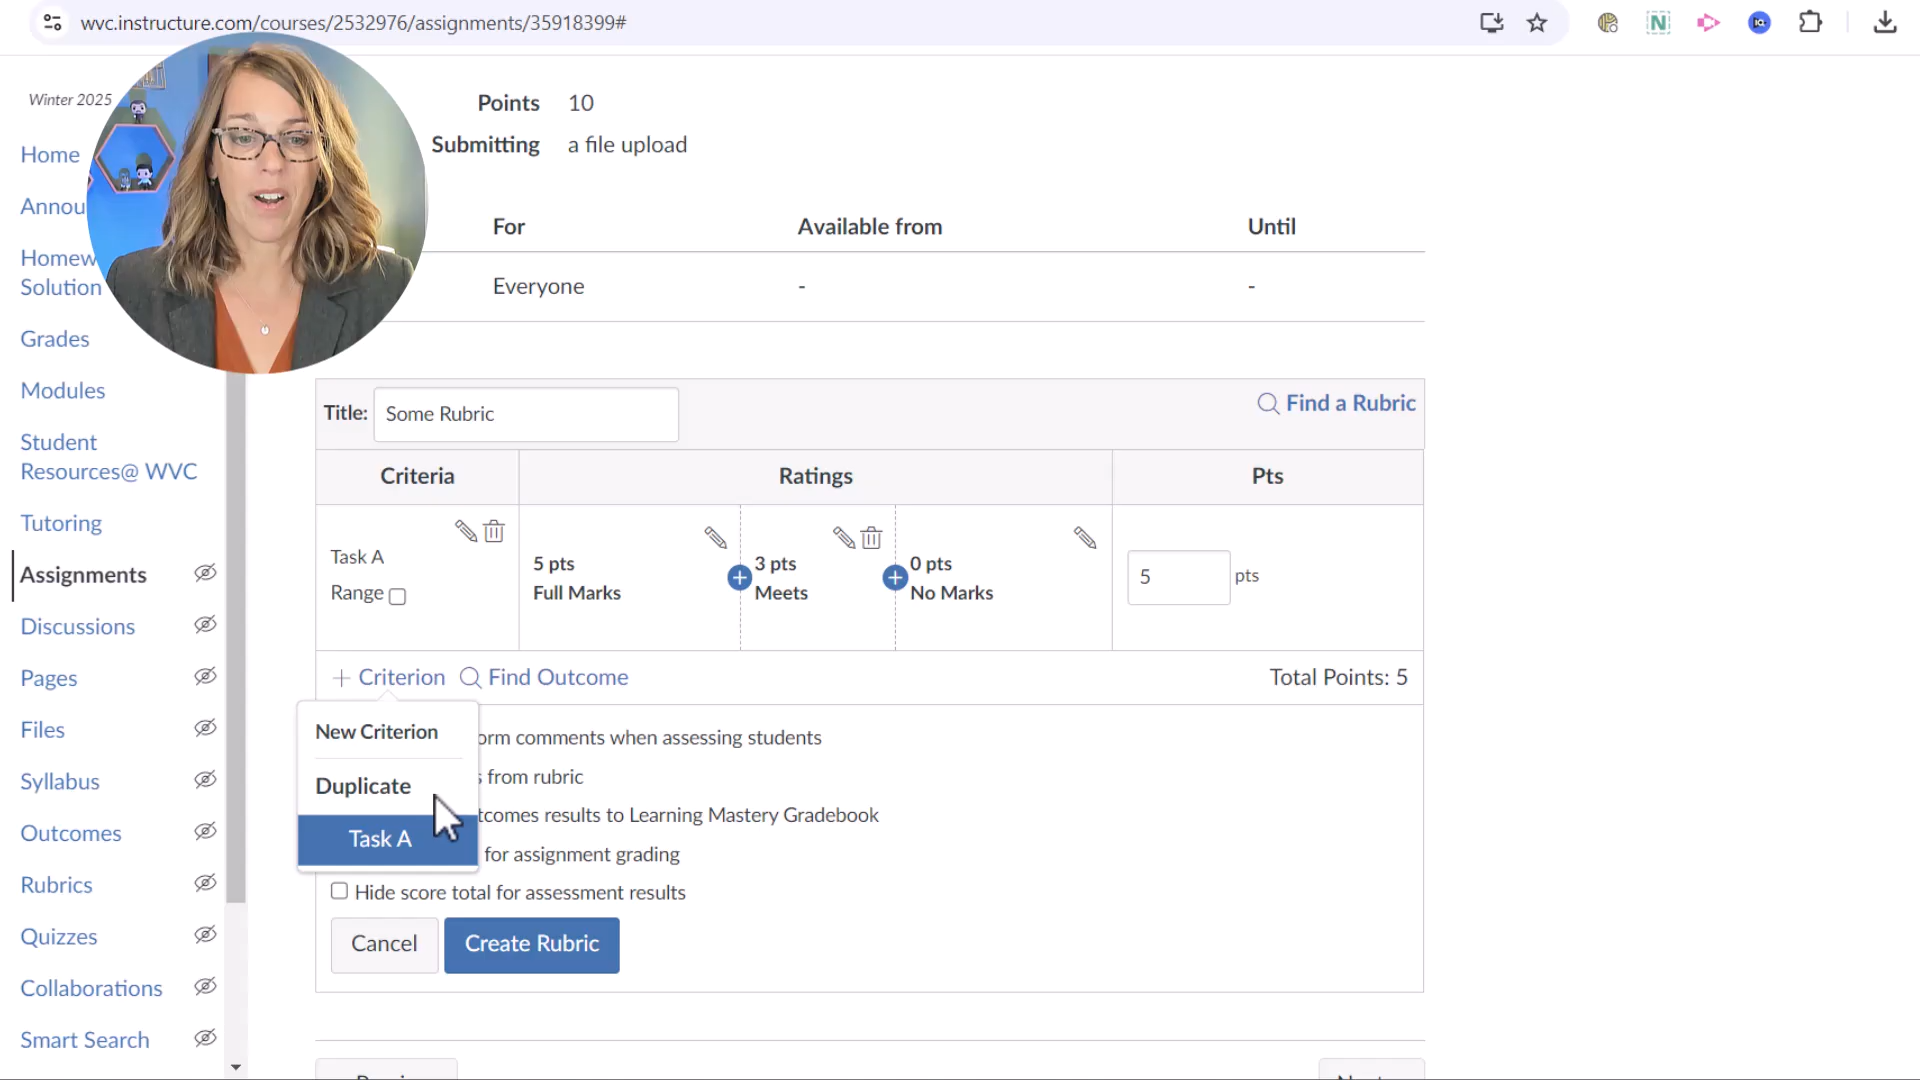 wvc.instructure.com/courses/2532976/assignments/35918399#
Winter 2025
Home
Annou
Homew
Solution
Grades
Modules
Student
Resources@ WVC
Tutoring
Assignments
Discussions
Pages
Files
Syllabus
Outcomes
Rubrics
Quizzes
Collaborations
Smart Search
Points 10
Submitting a file upload
For Available from Until
Everyone - -
Title: Some Rubric
Find a Rubric
Criteria Ratings Pts
Task A
Range
5 pts
Full Marks
3 pts
Meets
0 pts
No Marks
5 pts
+ Criterion Find Outcome Total Points: 5
New Criterion
Duplicate
Task A
orm comments when assessing students
from rubric
tcomes results to Learning Mastery Gradebook
for assignment grading
Hide score total for assessment results
Cancel Create Rubric